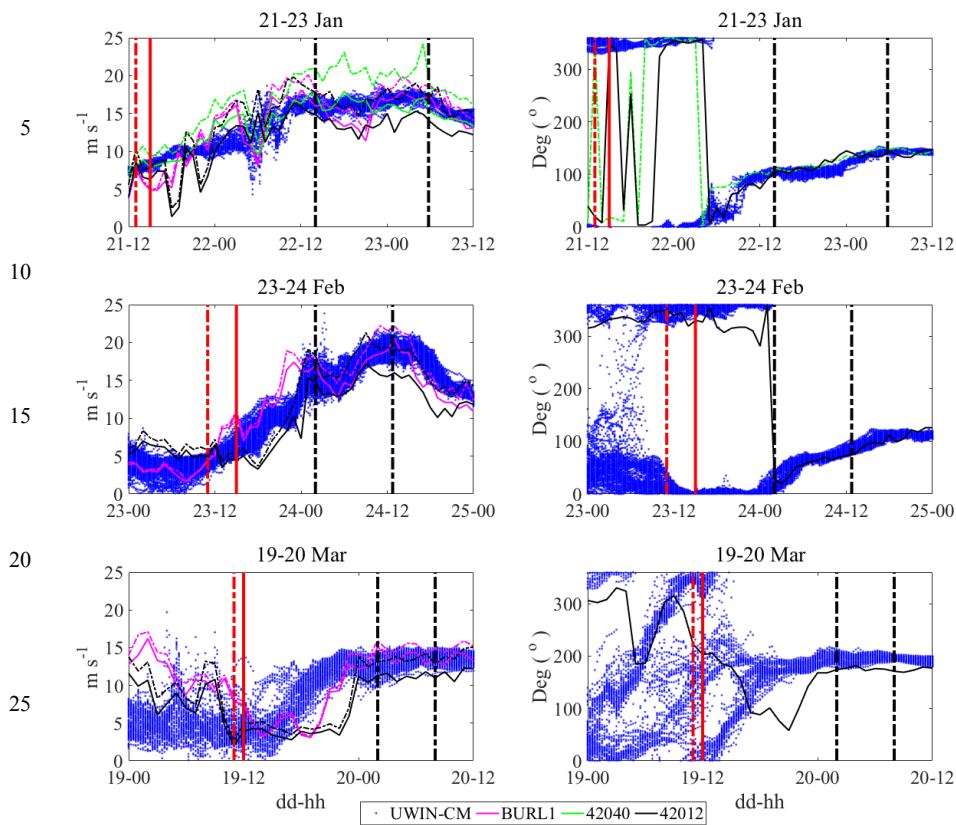 21-23 Jan
21-23 Jan
25
20
15
10
5
0
m s-1
21-12 22-00 22-12 23-00 23-12
300
200
100
0
Deg ( o )
21-12 22-00 22-12 23-00 23-12
5
10
23-24 Feb
23-24 Feb
25
20
15
10
5
0
m s-1
23-00 23-12 24-00 24-12 25-00
300
200
100
0
Deg ( o )
23-00 23-12 24-00 24-12 25-00
15
20
19-20 Mar
19-20 Mar
25
20
15
10
5
0
m s-1
19-00 19-12 20-00 20-12
dd-hh
300
200
100
0
Deg ( o )
19-00 19-12 20-00 20-12
dd-hh
25
UWIN-CM BURL1 42040 42012